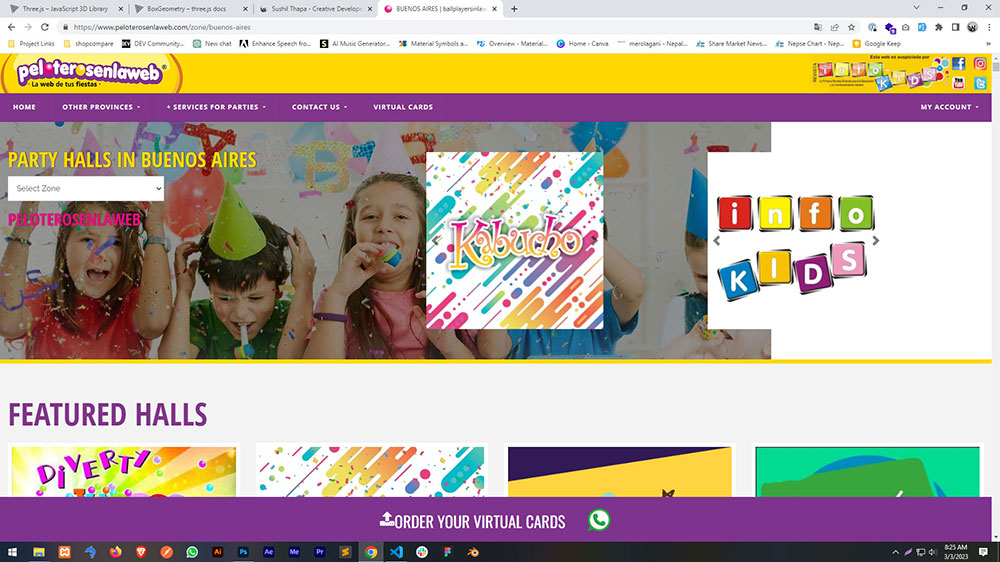 Three.js – JavaScript 3D Library
BoxGeometry – three.js docs
Sushil Thapa - Creative Develope
BUENOS AIRES | ballplayersinlaw
https://www.peloterosenlaweb.com/zone/buenos-aires
Project Links
shopcompare
DEV Community...
New chat
Enhance Speech fro...
AI Music Generator...
Material Symbols a...
Overview - Material...
Home - Canva
merolagani - Nepal...
Share Market News...
Nepse Chart - Nep...
Google Keep
peloterosenlaweb®
· La web de tus fiestas ·
Esta web es auspiciado por
info
KIDS
HOME
OTHER PROVINCES
+ SERVICES FOR PARTIES
CONTACT US
VIRTUAL CARDS
MY ACCOUNT
PARTY HALLS IN BUENOS AIRES
Select Zone
PELOTEROSENLAWEB
Kabucho
info
KIDS
FEATURED HALLS
DIVERTY
ORDER YOUR VIRTUAL CARDS
8:25 AM
3/3/2023